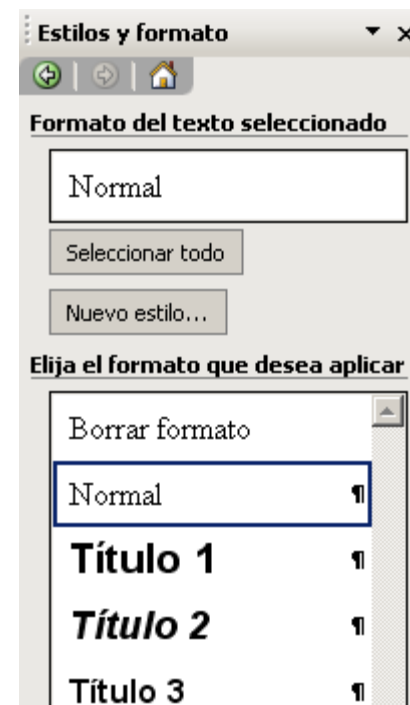 Estilos y formato
Formato del texto seleccionado
Normal
Seleccionar todo
Nuevo estilo...
Elija el formato que desea aplicar
Borrar formato
Normal ¶
Título 1 ¶
Título 2 ¶
Título 3 ¶